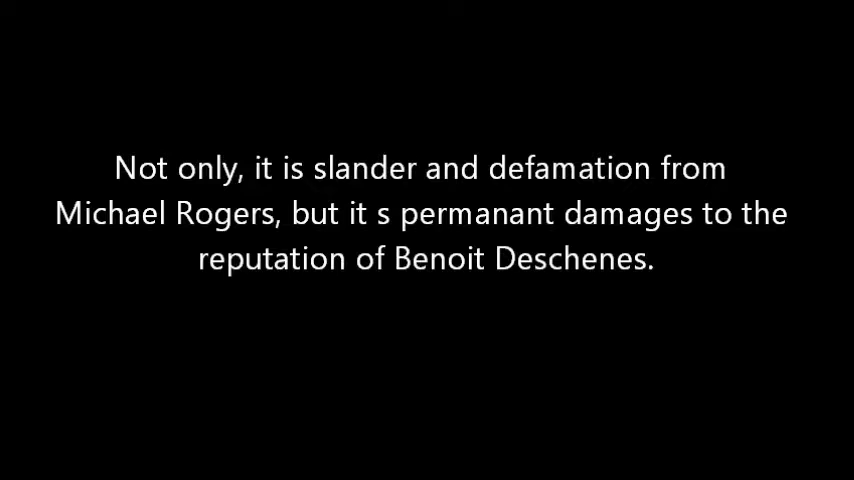 Not only, it is slander and defamation from
Michael Rogers, but it s permanant damages to the
reputation of Benoit Deschenes.